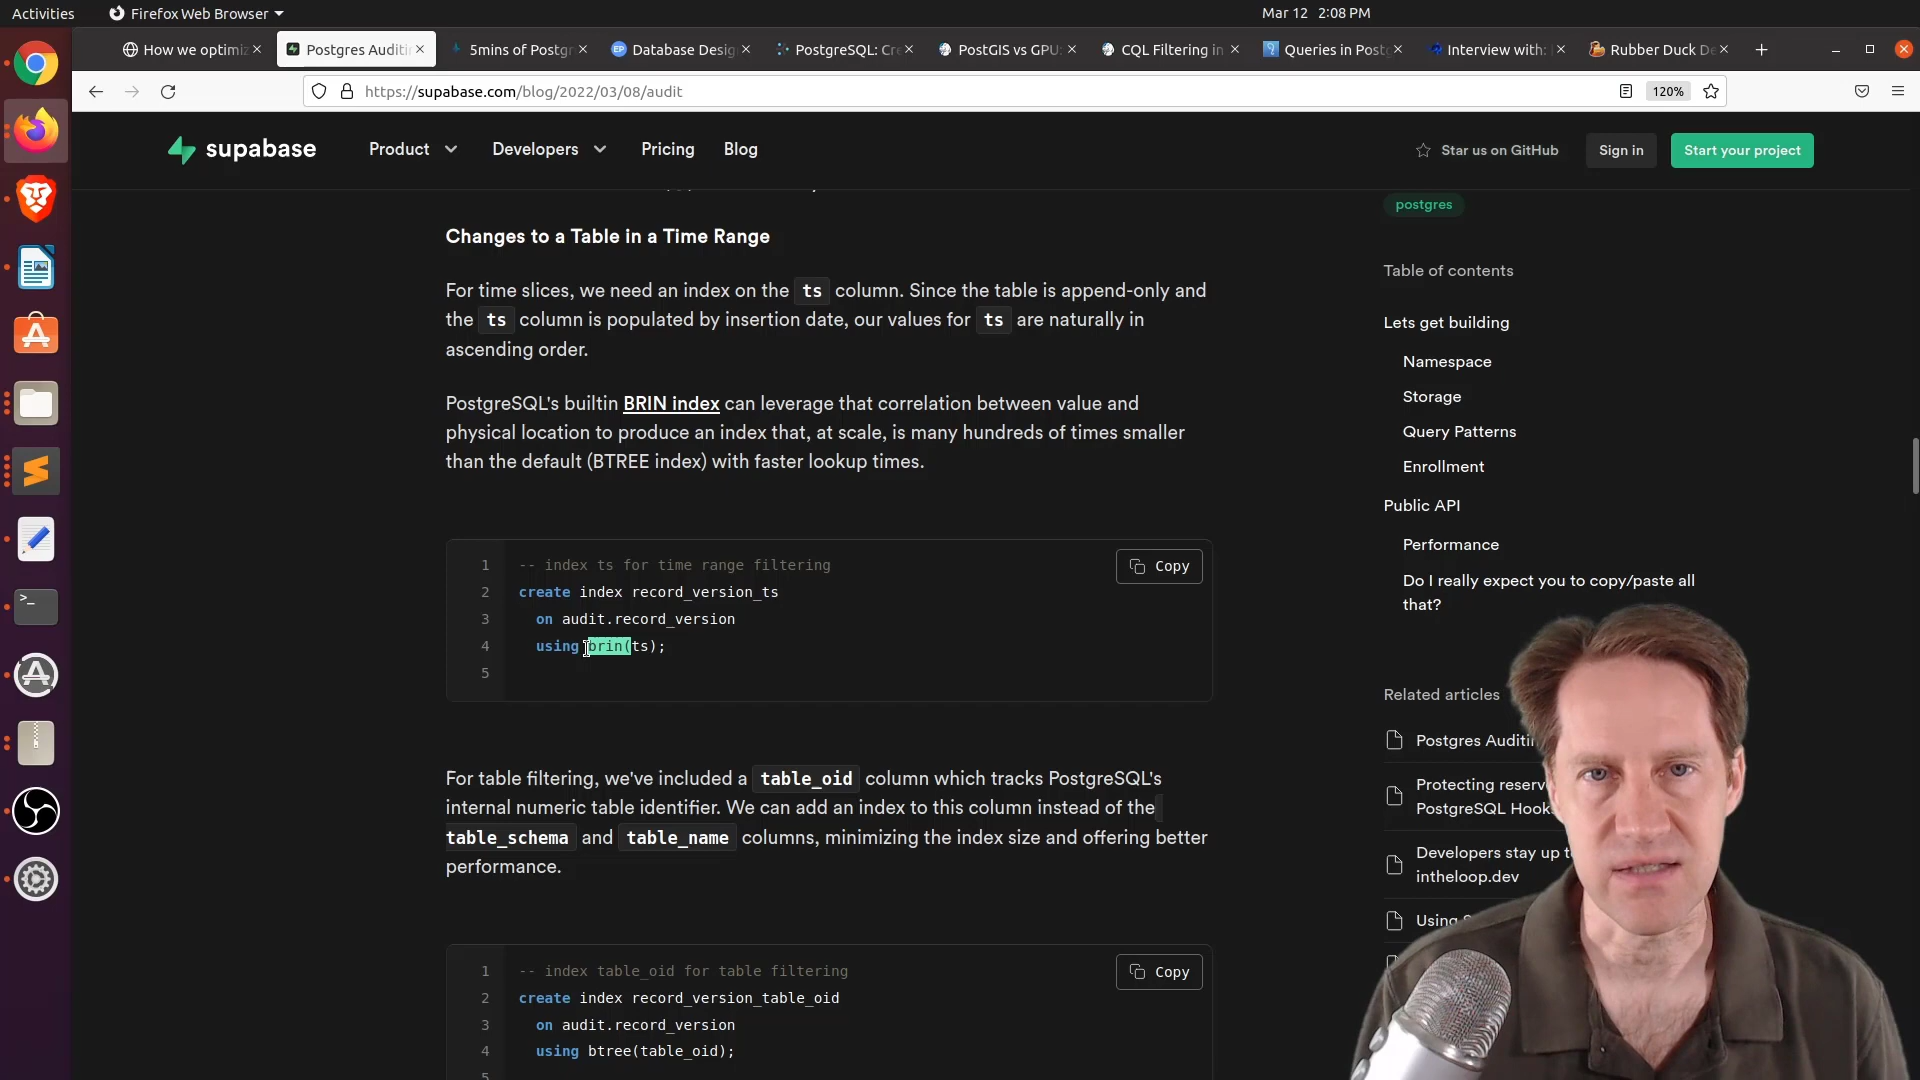 Activities
Firefox Web Browser
Mar 12 2:08 PM
How we optimiz
Postgres Auditi
5mins of Postgr
Database Desig
PostgreSQL: Cr
PostGIS vs GPU:
CQL Filtering in
Queries in Postg
Interview with:
Rubber Duck De
https://supabase.com/blog/2022/03/08/audit
120%
supabase
Product
Developers
Pricing
Blog
Star us on GitHub
Sign in
Start your project
postgres
Changes to a Table in a Time Range
For time slices, we need an index on the ts column. Since the table is append-only and
the ts column is populated by insertion date, our values for ts are naturally in
ascending order.
PostgreSQL's builtin BRIN index can leverage that correlation between value and
physical location to produce an index that, at scale, is many hundreds of times smaller
than the default (BTREE index) with faster lookup times.
1 -- index ts for time range filtering
Copy
2 create index record_version_ts
3 on audit.record_version
4 using brin(ts);
5
For table filtering, we've included a table_oid column which tracks PostgreSQL's
internal numeric table identifier. We can add an index to this column instead of the
table_schema and table_name columns, minimizing the index size and offering better
performance.
1 -- index table_oid for table filtering
Copy
2 create index record_version_table_oid
3 on audit.record_version
4 using btree(table_oid);
5
Table of contents
Lets get building
Namespace
Storage
Query Patterns
Enrollment
Public API
Performance
Do I really expect you to copy/paste all
that?
Related articles
Postgres Auditin
Protecting reserv
PostgreSQL Hook
Developers stay up t
intheloop.dev
Using